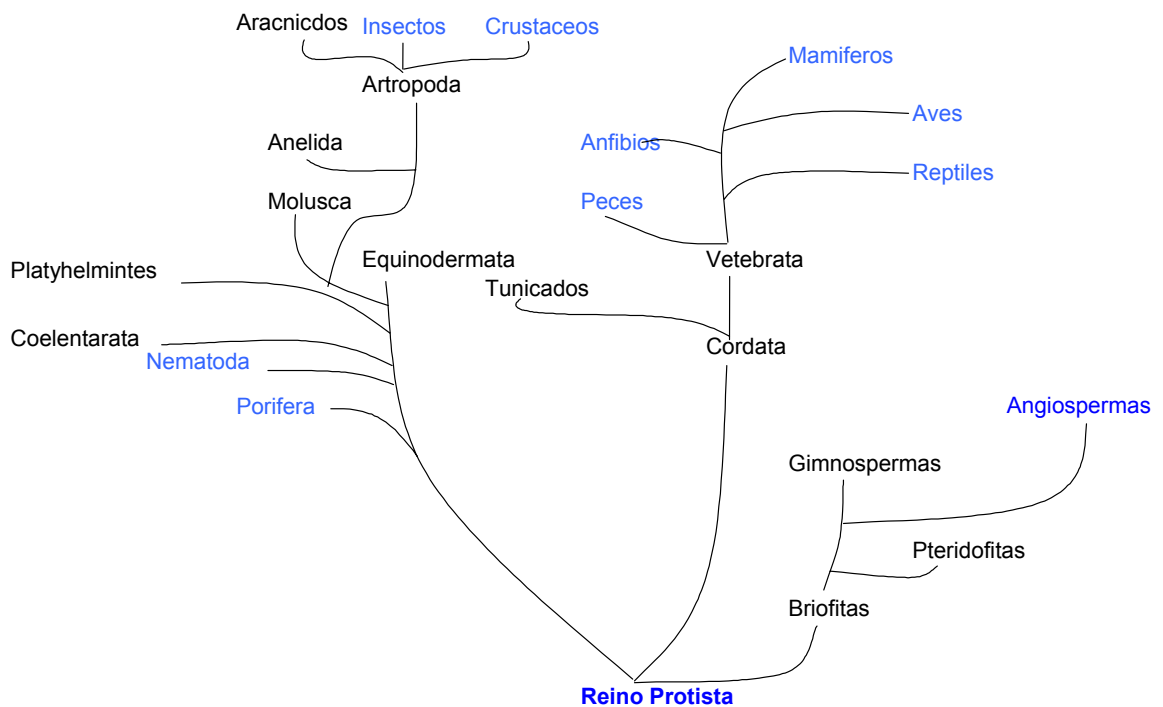 Aracnicdos
Insectos
Crustaceos
Mamiferos
Artropoda
Aves
Anelida
Anfibios
Reptiles
Molusca
Peces
Platyhelmintes
Equinodermata
Vetebrata
Tunicados
Coelentarata
Cordata
Nematoda
Porifera
Angiospermas
Gimnospermas
Pteridofitas
Briofitas
Reino Protista